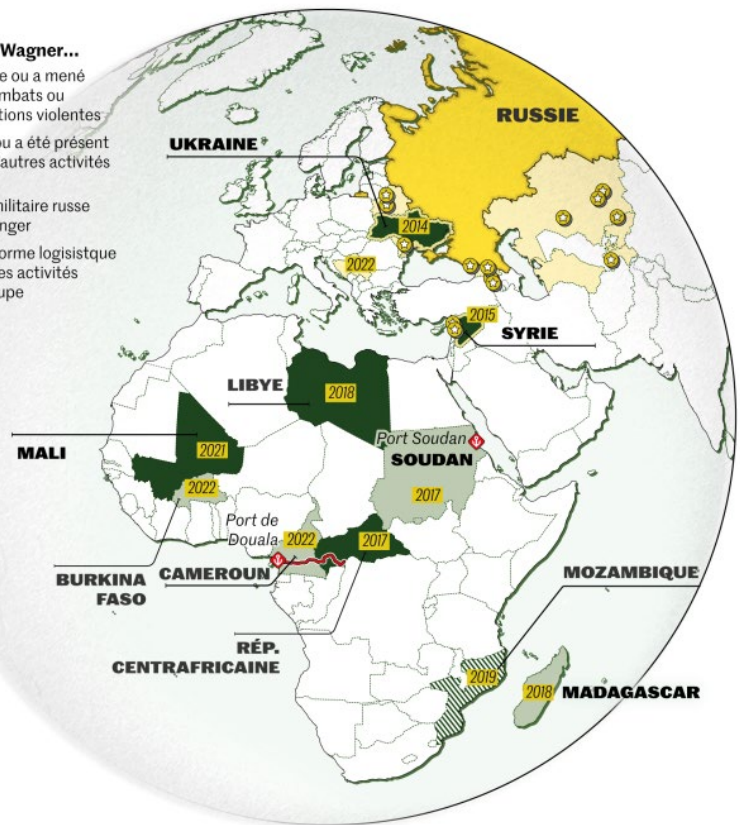 Wagner...
e ou a mené
mbats ou
tions violentes
ou a été présent
autres activités
nilitaire russe
nger
orme logisistque
es activités
upe
RUSSIE
UKRAINE
2014
2022
2015
SYRIE
LIBYE
2018
MALI
2021
Port Soudan
SOUDAN
2022
2017
Port de
Douala
2022
2017
BURKINA
FASO
CAMEROUN
MOZAMBIQUE
RÉP.
CENTRAFRICAINE
2019
2018
MADAGASCAR